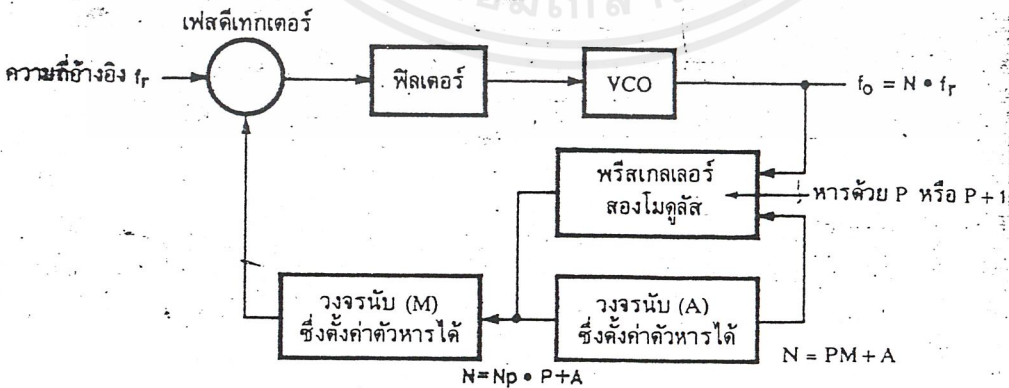 เฟสดีเทกเตอร์
ความถี่อ้างอิง fr
ฟิลเตอร์
VCO
fo = N • fr
พรีสเกลเลอร์
สองโมดูลัส
หารด้วย P หรือ P + 1
วงจรนับ (M)
ซึ่งตั้งค่าตัวหารได้
วงจรนับ (A)
ซึ่งตั้งค่าตัวหารได้
N = PM + A
N=Np • P+A